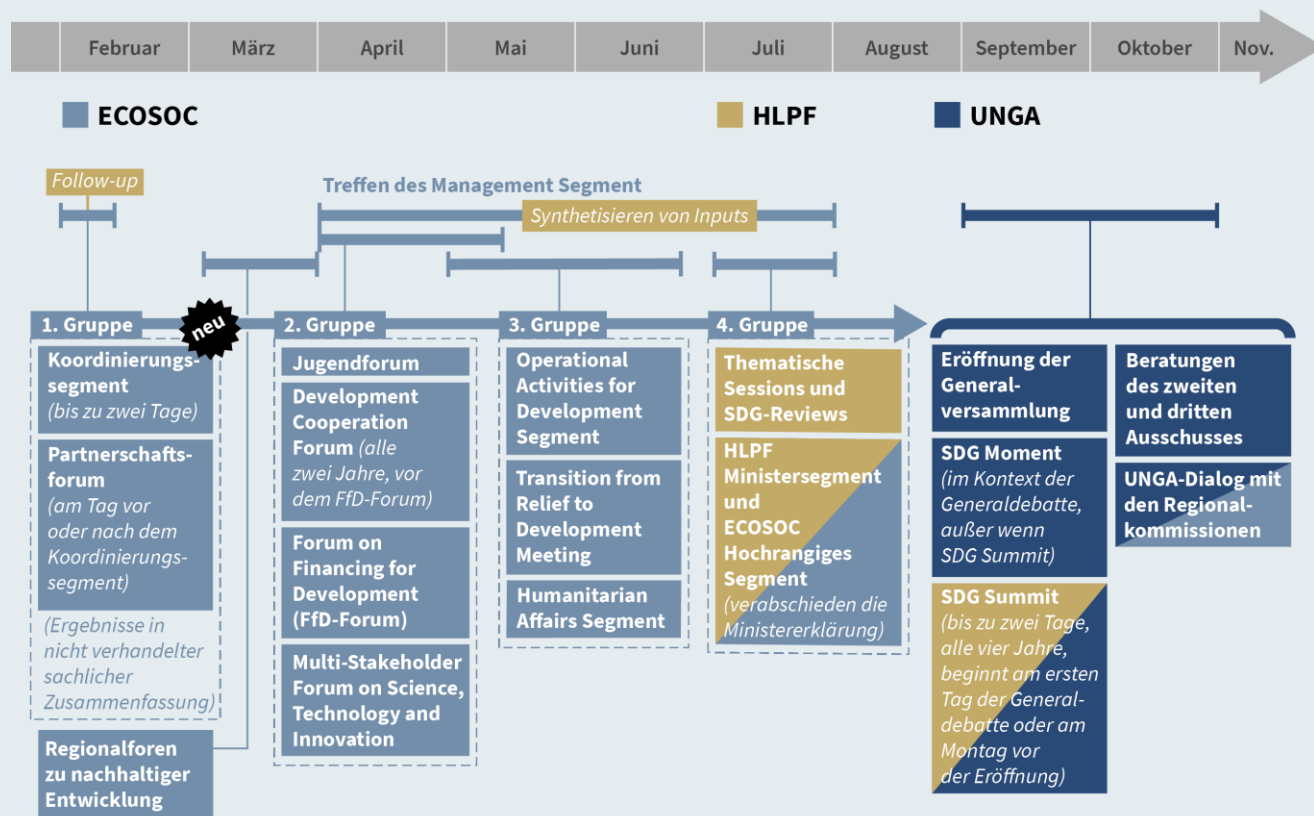 Februar
März
April
Mai
Juni
Juli
August
September
Oktober
Nov.
ECOSOC
HLPF
UNGA
Follow-up
Treffen des Management Segment
Synthetisieren von Inputs
1. Gruppe
neu
2. Gruppe
3. Gruppe
4. Gruppe
Koordinierungs-
segment
(bis zu zwei Tage)
Partnerschafts-
forum
(am Tag vor
oder nach dem
Koordinierungs-
segment)
(Ergebnisse in
nicht verhandelter
sachlicher
Zusammenfassung)
Regionalforen
zu nachhaltiger
Entwicklung
Jugendforum
Development
Cooperation
Forum (alle
zwei Jahre, vor
dem FfD-Forum)
Forum on
Financing for
Development
(FfD-Forum)
Multi-Stakeholder
Forum on Science,
Technology and
Innovation
Operational
Activities for
Development
Segment
Transition from
Relief to
Development
Meeting
Humanitarian
Affairs Segment
Thematische
Sessions und
SDG-Reviews
HLPF
Ministersegment
und
ECOSOC
Hochrangiges
Segment
(verabschieden die
Ministererklärung)
Eröffnung der
General-
versammlung
SDG Moment
(im Kontext der
Generaldebatte,
außer wenn
SDG Summit)
SDG Summit
(bis zu zwei Tage,
alle vier Jahre,
beginnt am ersten
Tag der General-
debatte oder am
Montag vor
der Eröffnung)
Beratungen
des zweiten
und dritten
Ausschusses
UNGA-Dialog mit
den Regional-
kommissionen